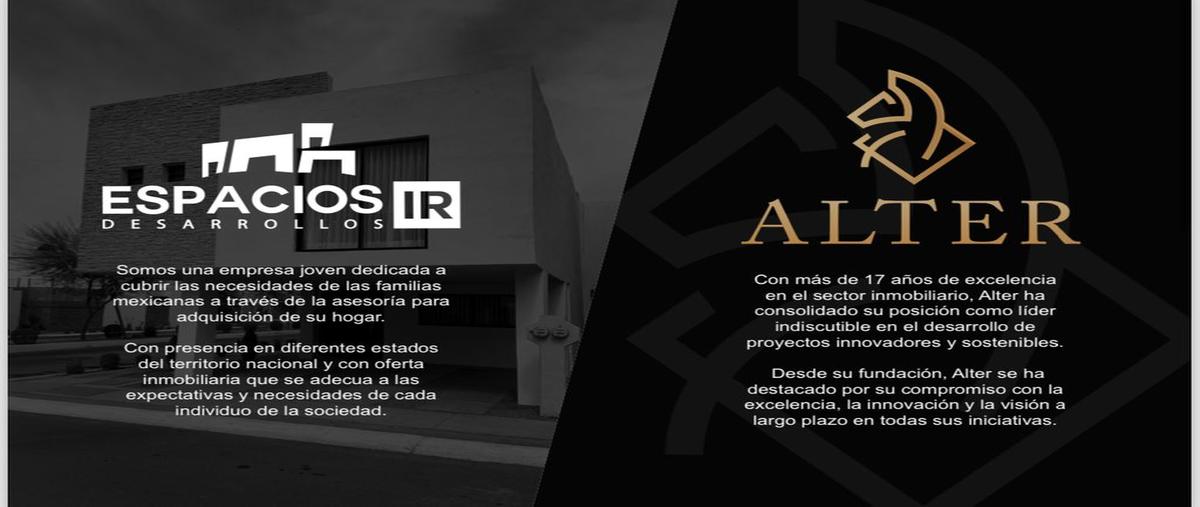 ESPACIOS IR
DESARROLLOS
Somos una empresa joven dedicada a
cubrir las necesidades de las familias
mexicanas a través de la asesoría para
adquisición de su hogar.
Con presencia en diferentes estados
del territorio nacional y con oferta
inmobiliaria que se adecua a las
expectativas y necesidades de cada
individuo de la sociedad.
ALTER
Con más de 17 años de excelencia
en el sector inmobiliario, Alter ha
consolidado su posición como líder
indiscutible en el desarrollo de
proyectos innovadores y sostenibles.
Desde su fundación, Alter se ha
destacado por su compromiso con la
excelencia, la innovación y la visión a
largo plazo en todas sus iniciativas.